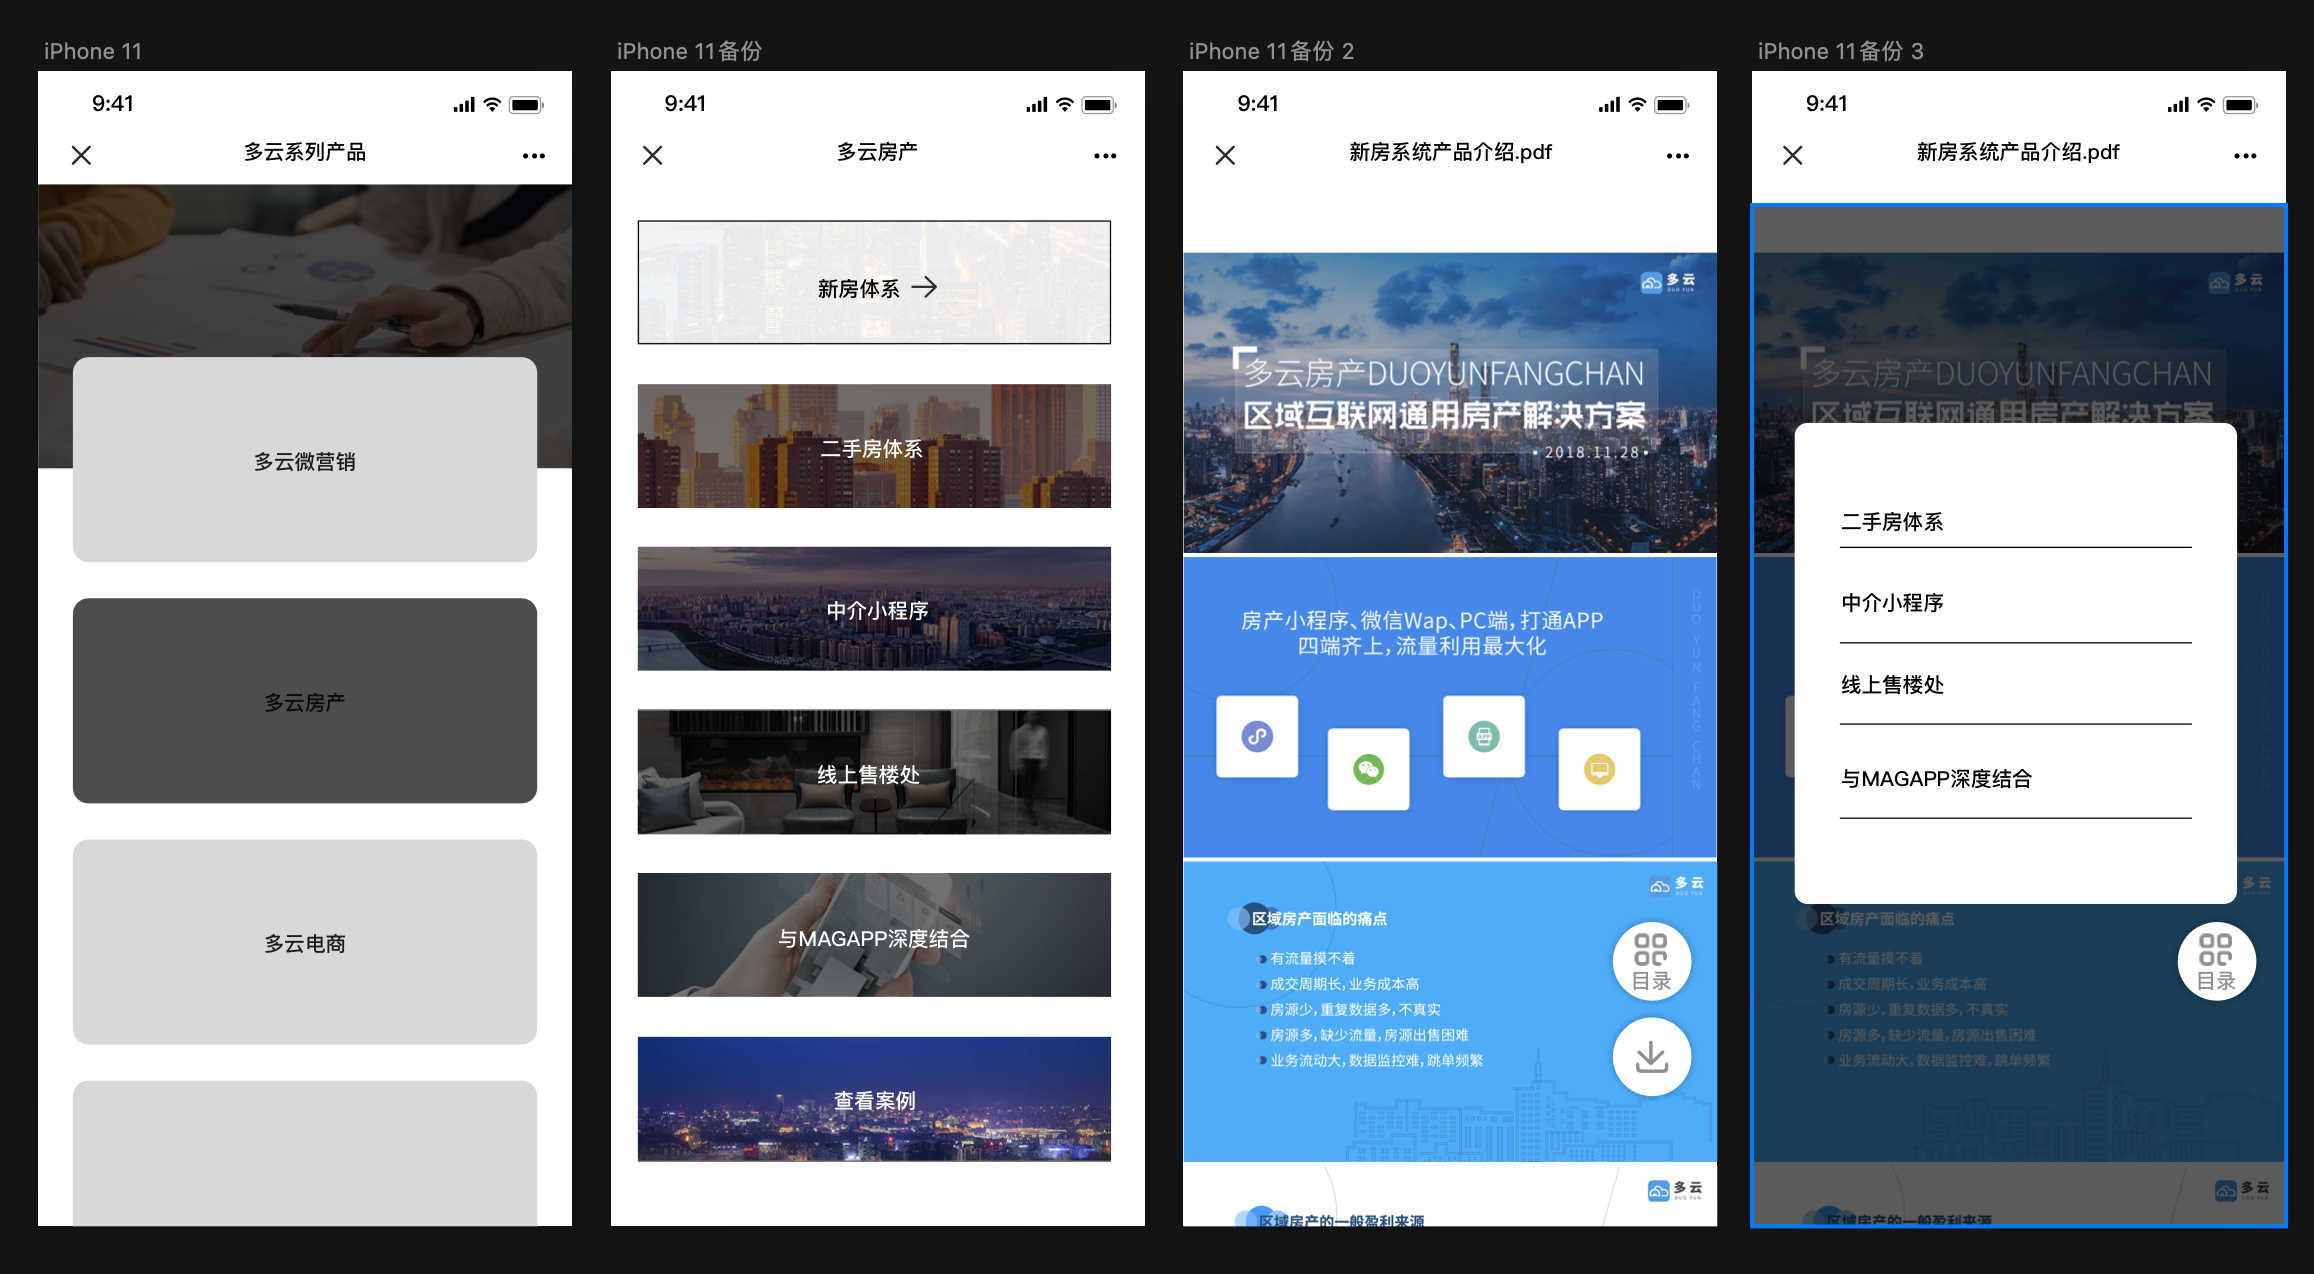 iPhone 11
9:41
多云系列产品
多云微营销
多云房产
多云电商
iPhone 11备份
9:41
多云房产
新房体系
二手房体系
中介小程序
线上售楼处
与MAGAPP深度结合
查看案例
iPhone 11备份 2
9:41
新房系统产品介绍.pdf
多云
DUO YUN
多云房产DUOYUNFANGCHAN
区域互联网通用房产解决方案
2018.11.28
房产小程序、微信Wap、PC端,打通APP
四端齐上,流量利用最大化
DUO YUN FANG CHAN
APP
多云
DUO YUN
区域房产面临的痛点
有流量摸不着
成交周期长,业务成本高
房源少,重复数据多,不真实
房源多,缺少流量,房源出售困难
业务流动大,数据监控难,跳单频繁
目录
多云
DUO YUN
区域房产的一般盈利来源
iPhone 11备份 3
9:41
新房系统产品介绍.pdf
多云
DUO YUN
多云房产DUOYUNFANGCHAN
区域互联网通用房产解决方案
二手房体系
中介小程序
线上售楼处
与MAGAPP深度结合
多云
区域房产面临的痛点
有流量摸不着
成交周期长,业务成本高
房源少,重复数据多,不真实
房源多,缺少流量,房源出售困难
业务流动大,数据监控难,跳单频繁
目录
多云
DUO YUN
区域房产的一般盈利来源